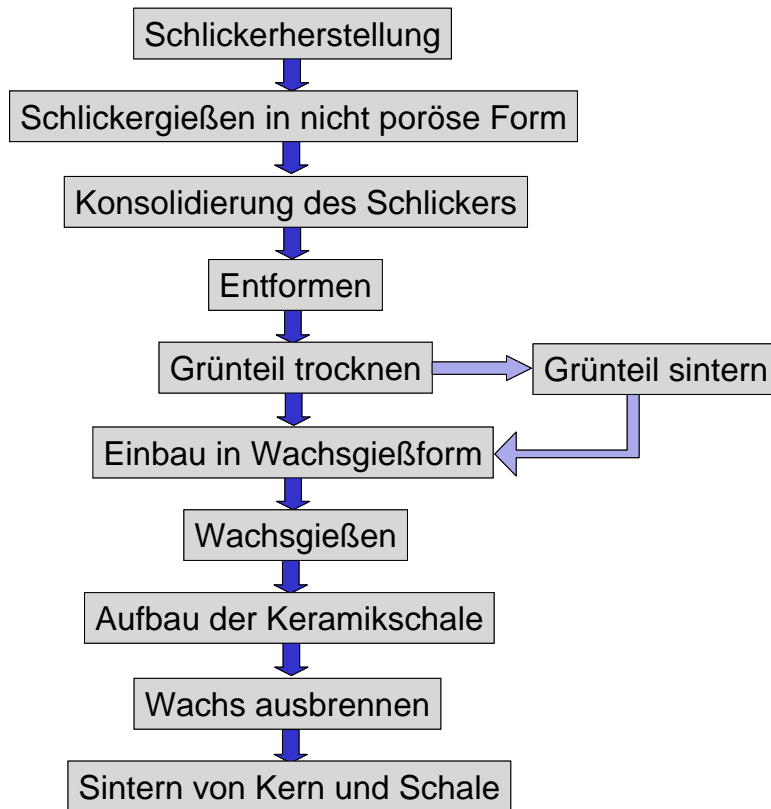 Schlickerherstellung
Schlickergießen in nicht poröse Form
Konsolidierung des Schlickers
Entformen
Grünteil trocknen
Grünteil sintern
Einbau in Wachsgießform
Wachsgießen
Aufbau der Keramikschale
Wachs ausbrennen
Sintern von Kern und Schale